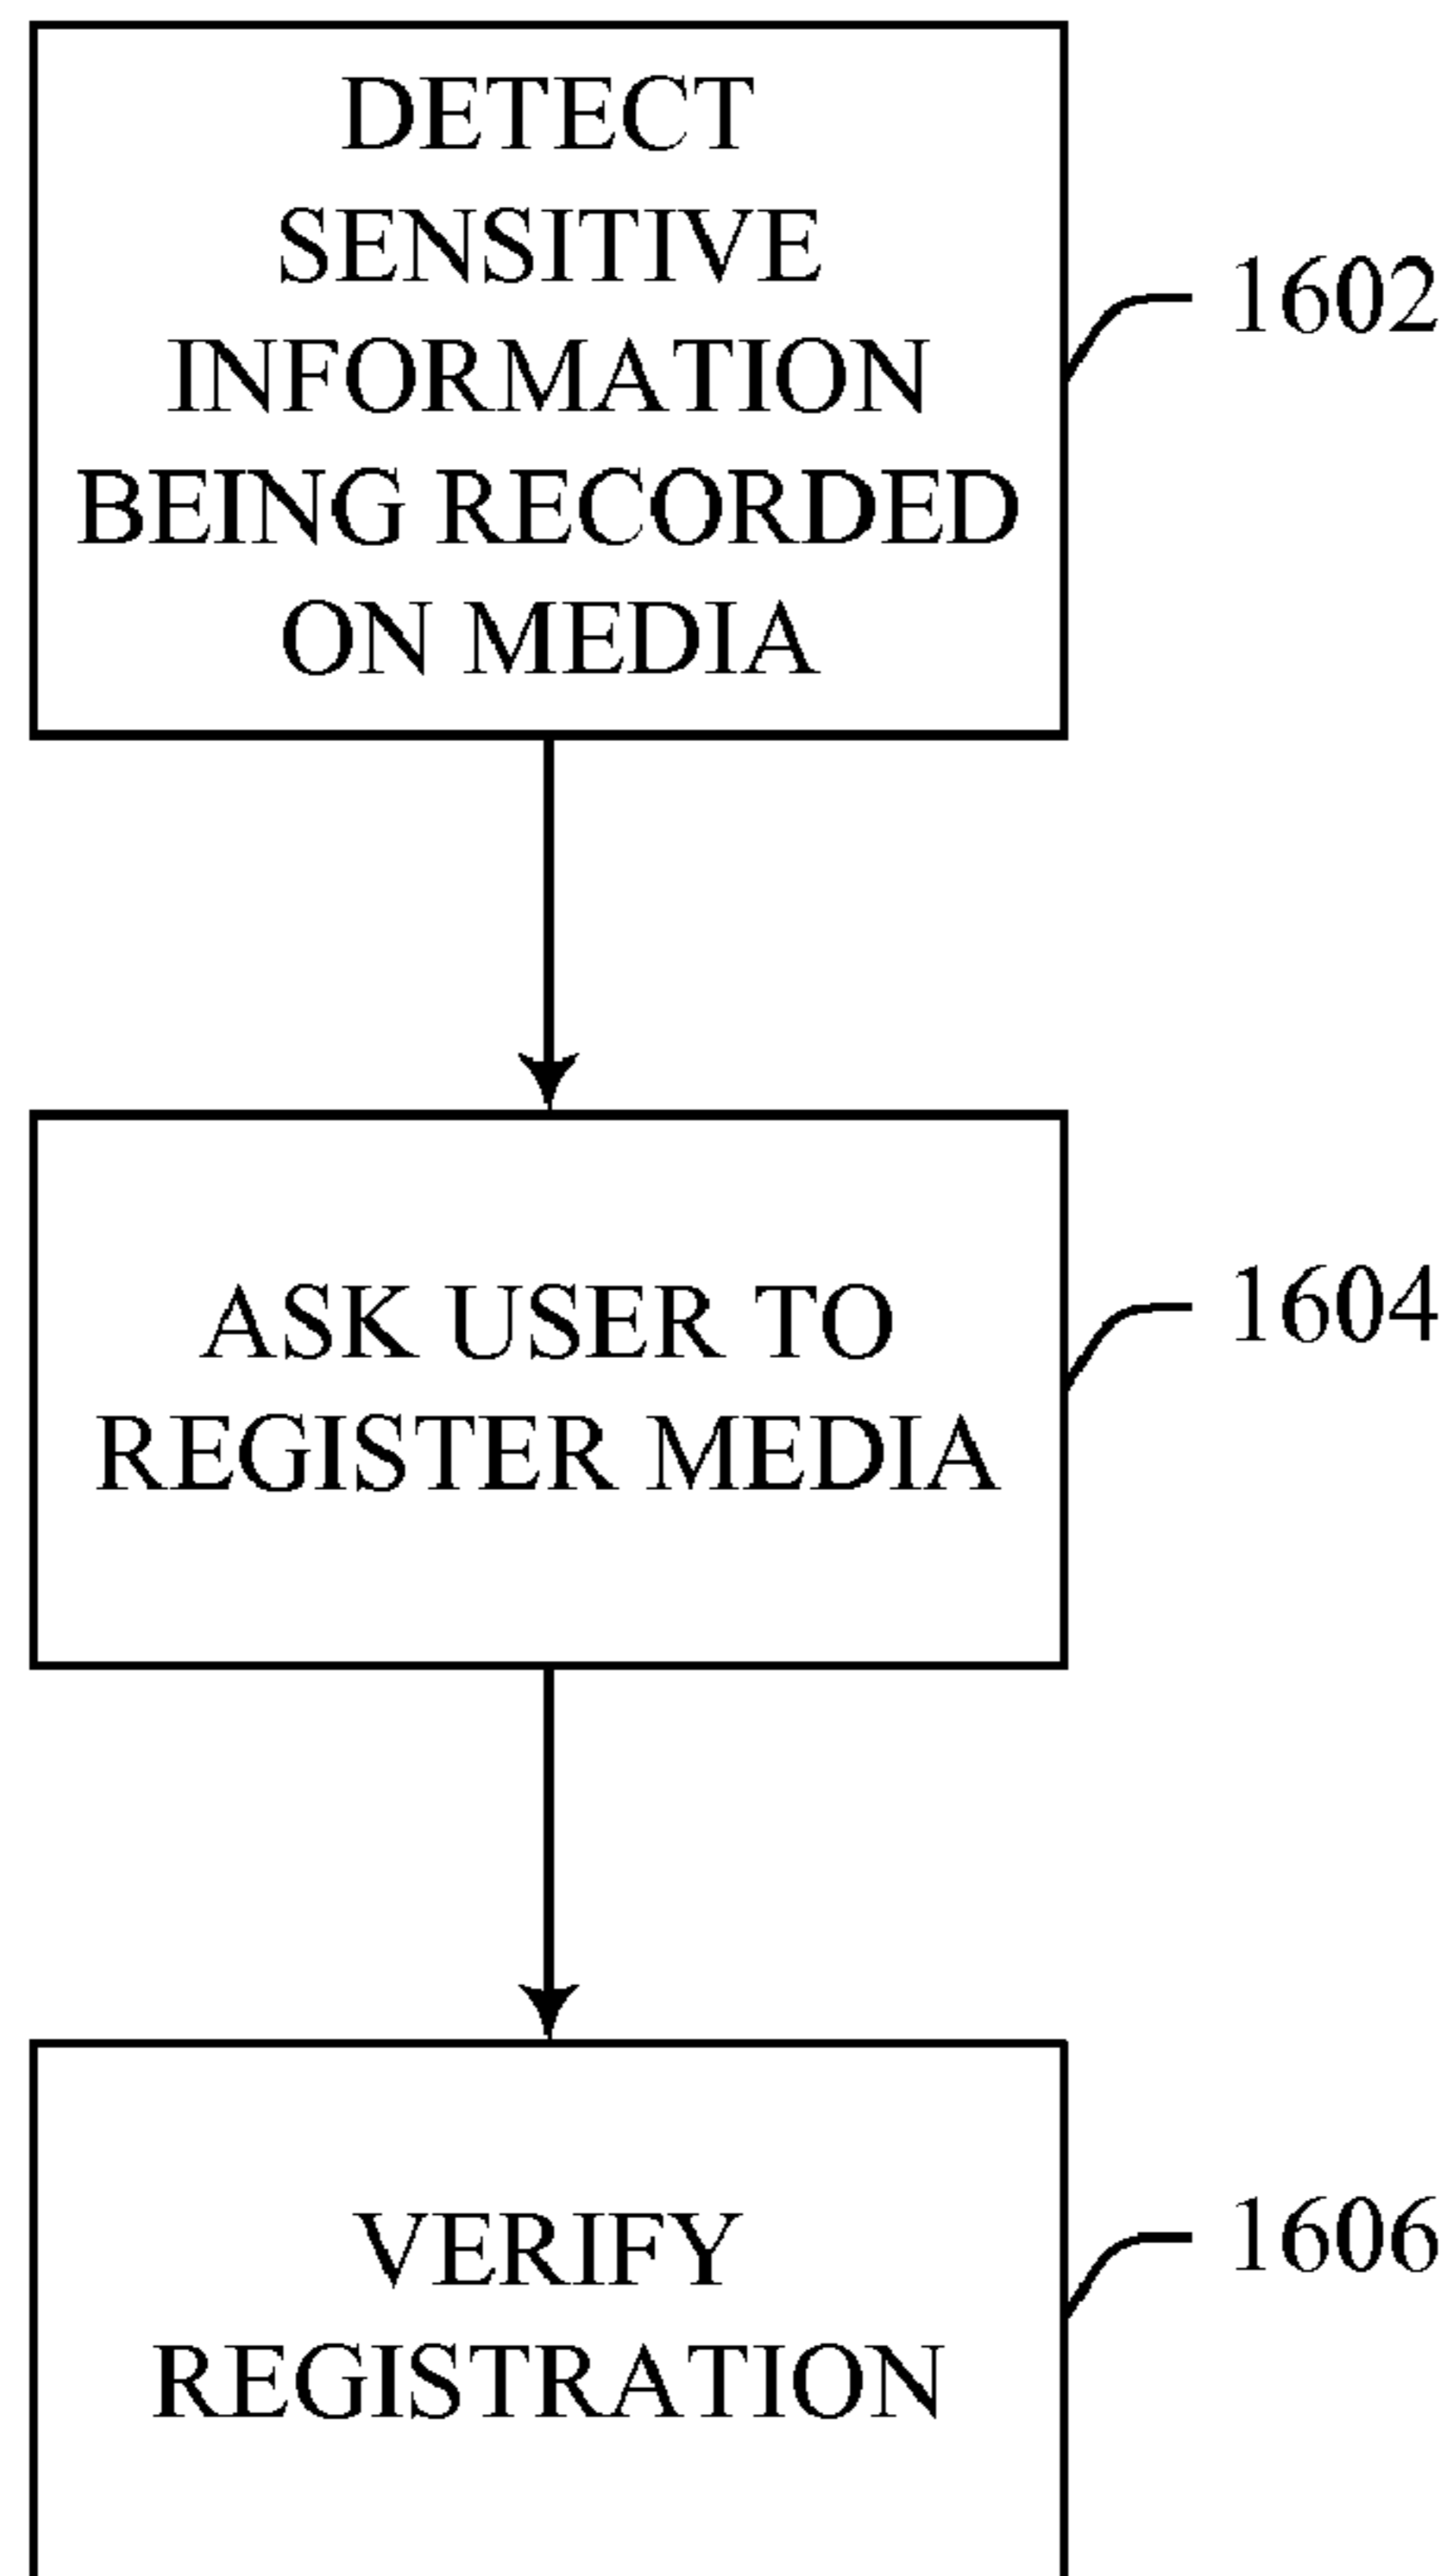 DETECT
SENSITIVE
INFORMATION
BEING RECORDED
ON MEDIA
1602
ASK USER TO
REGISTER MEDIA
1604
VERIFY
REGISTRATION
1606